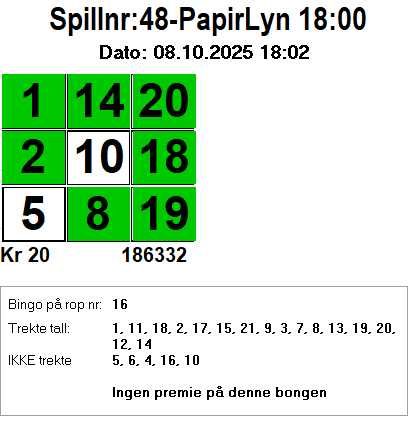 Spillnr:48-PapirLyn 18:00
Dato: 08.10.2025 18:02
1 14 20
2 10 18
5 8 19
Kr 20 186332
Bingo på rop nr: 16
Trekte tall: 1, 11, 18, 2, 17, 15, 21, 9, 3, 7, 8, 13, 19, 20,
12, 14
IKKE trekte 5, 6, 4, 16, 10
Ingen premie på denne bongen